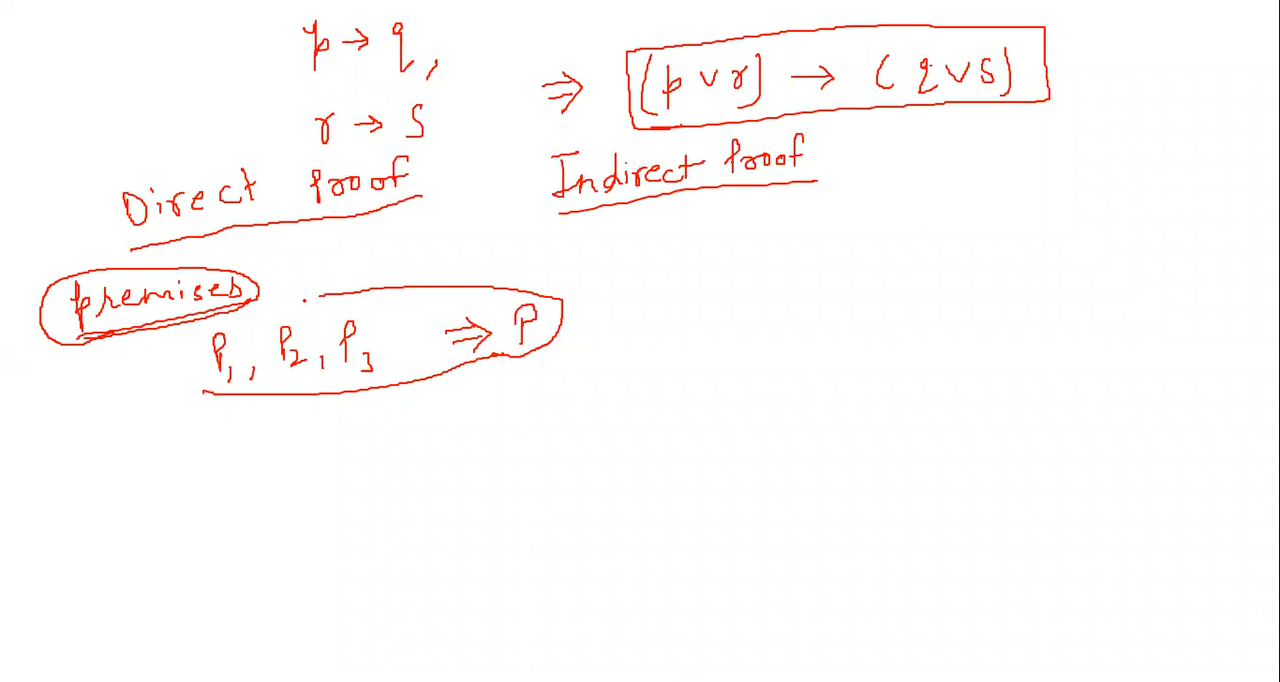 p → q,
r → s
⇒ (p ∨ r) → (q ∨ s)
Direct proof
Indirect proof
premises
P1, P2, P3 ⇒ P